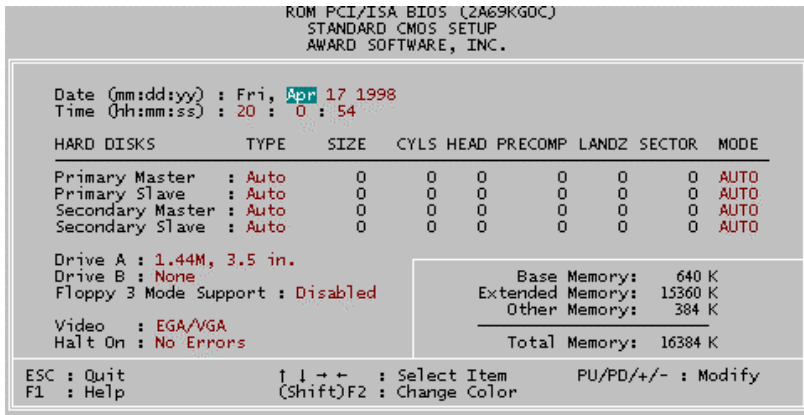 ROM PCI/ISA BIOS (2A69KGOC)
STANDARD CMOS SETUP
AWARD SOFTWARE, INC.
Date (mm:dd:yy) : Fri, Apr 17 1998
Time (hh:mm:ss) : 20 : 0 : 54
HARD DISKS TYPE SIZE CYLS HEAD PRECOMP LANDZ SECTOR MODE
Primary Master : Auto 0 0 0 0 0 0 AUTO
Primary Slave : Auto 0 0 0 0 0 0 AUTO
Secondary Master : Auto 0 0 0 0 0 0 AUTO
Secondary Slave : Auto 0 0 0 0 0 0 AUTO
Drive A : 1.44M, 3.5 in.
Drive B : None
Floppy 3 Mode Support : Disabled
Video : EGA/VGA
Halt On : No Errors
Base Memory: 640 K
Extended Memory: 15360 K
Other Memory: 384 K
Total Memory: 16384 K
ESC : Quit ↑ ↓ → ← : Select Item PU/PD/+/- : Modify
F1 : Help (Shift)F2 : Change Color